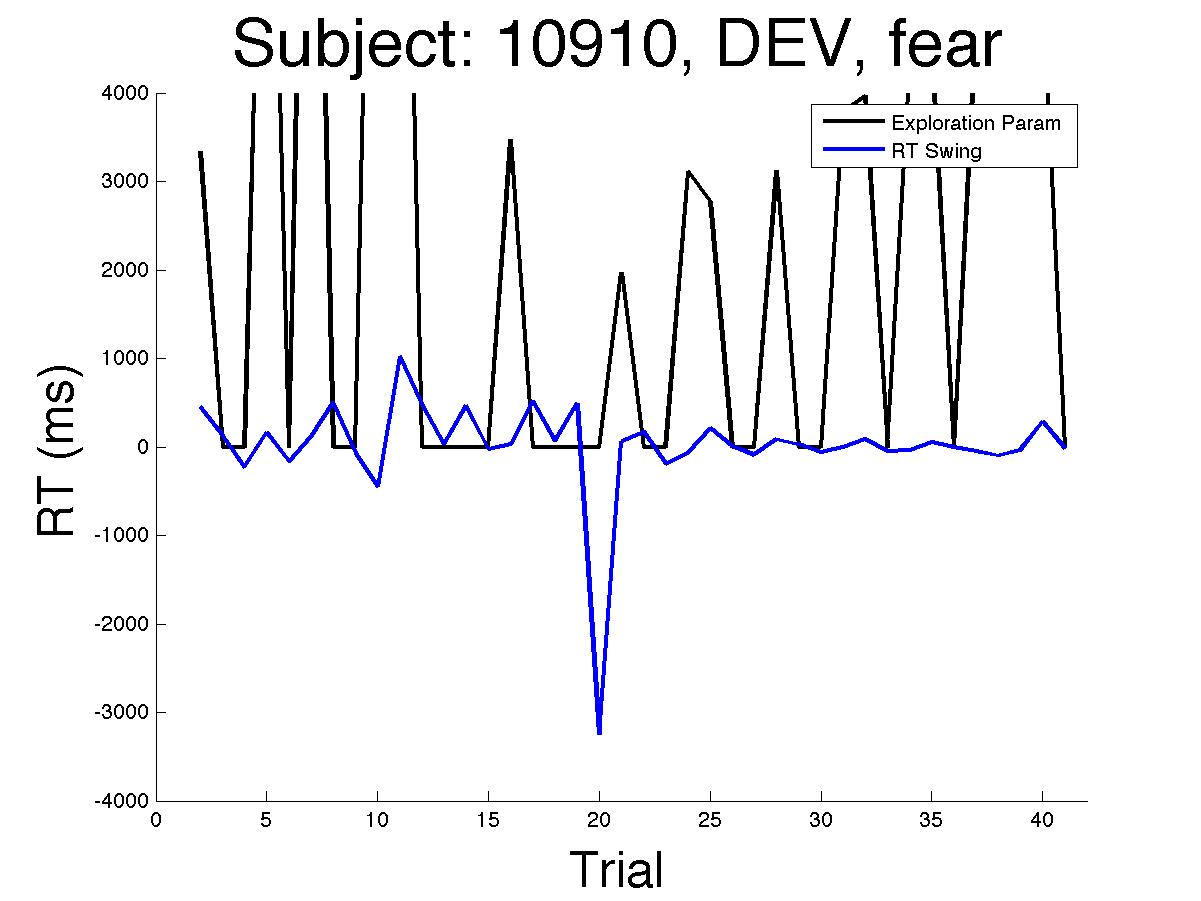 Subject: 10910, DEV, fear
4000
3000
2000
1000
0
-1000
-2000
-3000
-4000
RT (ms)
Exploration Param
RT Swing
0 5 10 15 20 25 30 35 40
Trial